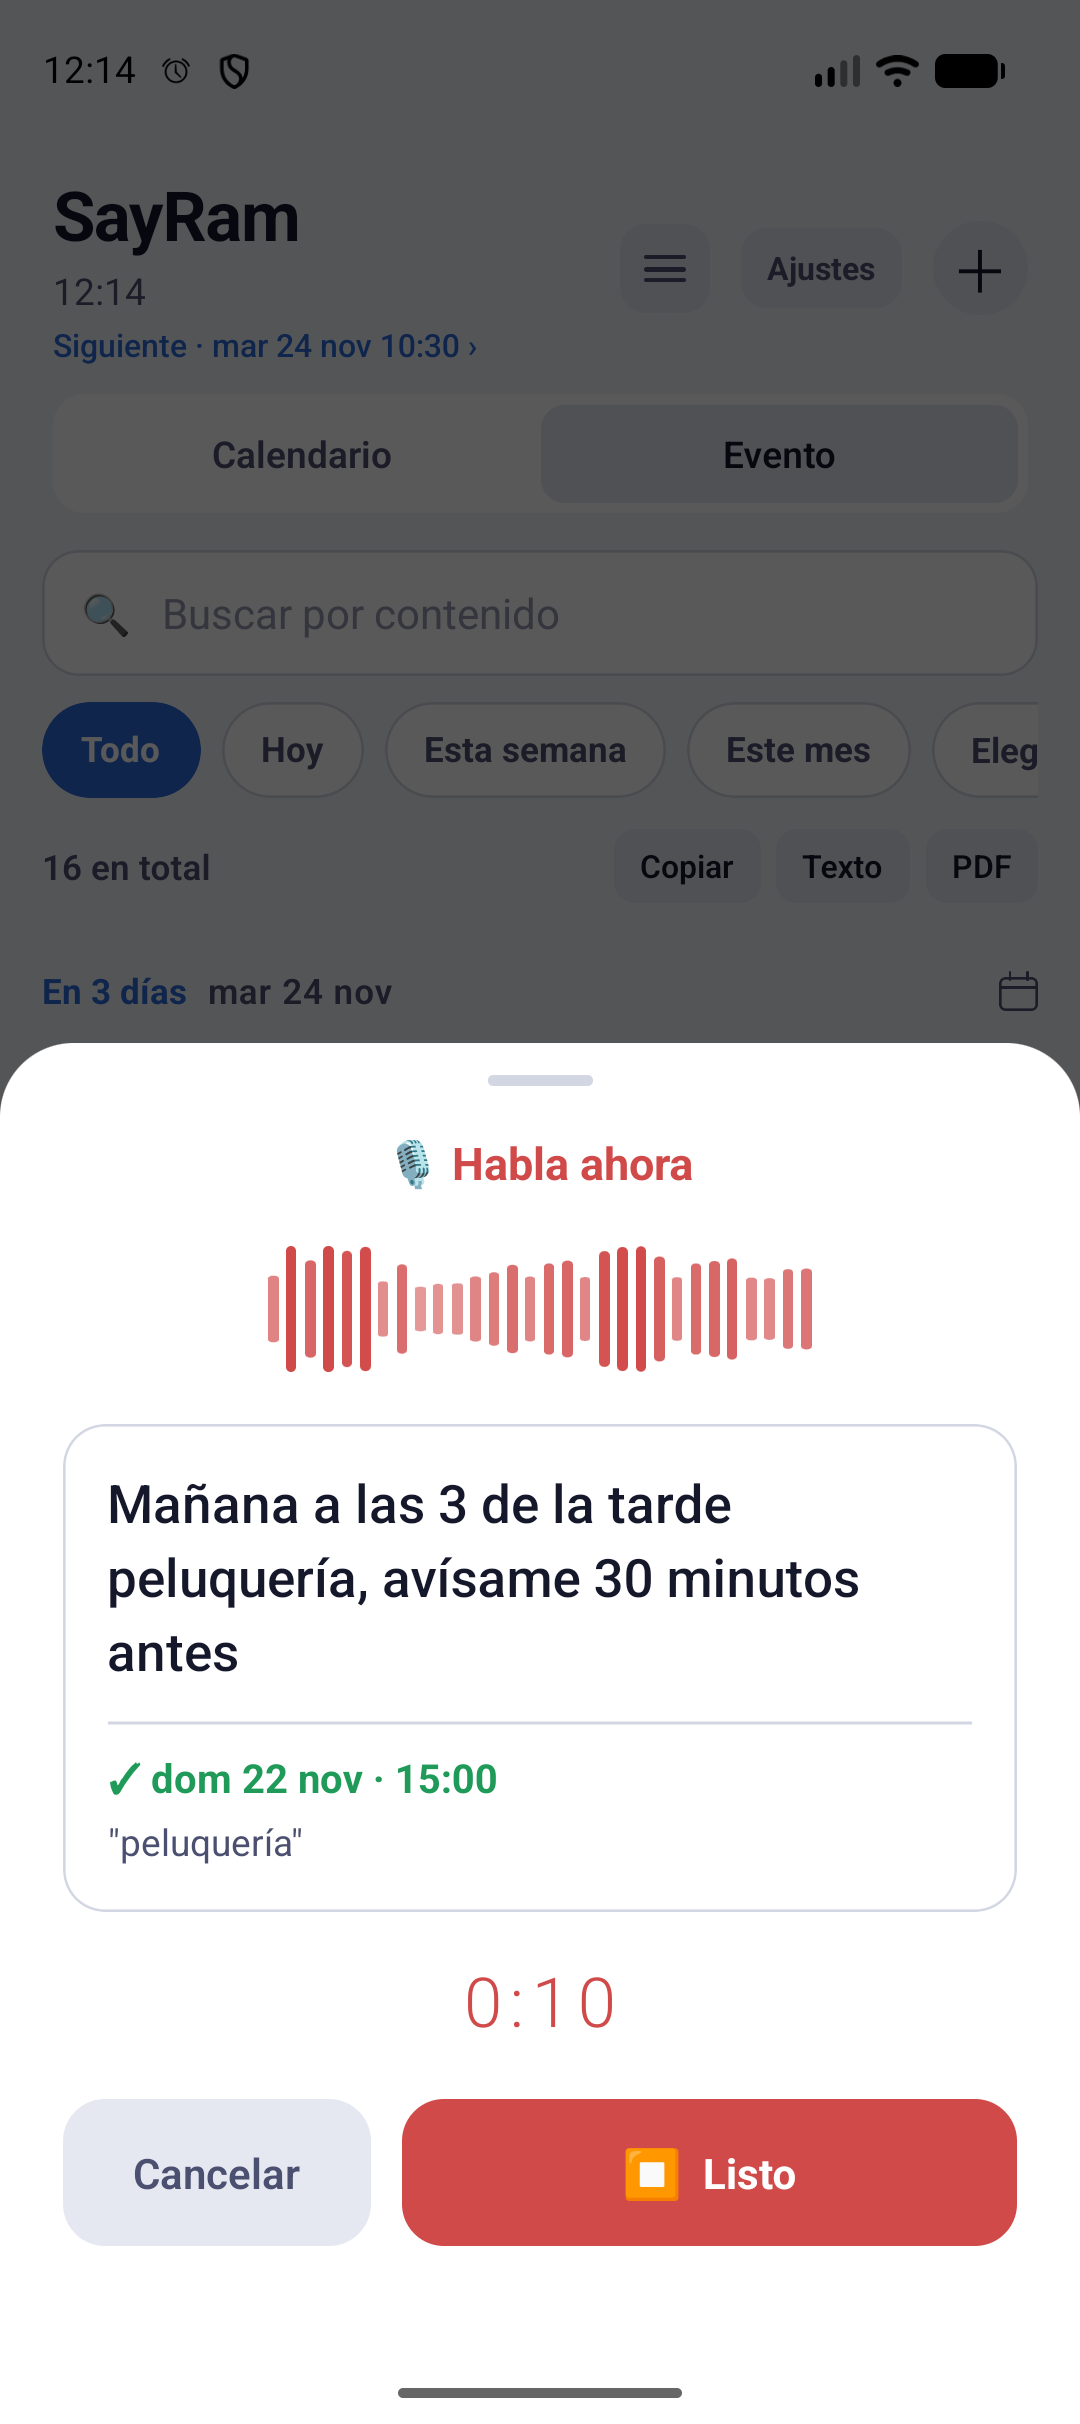 12:14
SayRam
12:14
Siguiente · mar 24 nov 10:30 ›
Ajustes
Calendario
Evento
Buscar por contenido
Todo
Hoy
Esta semana
Este mes
Eleg
16 en total
Copiar
Texto
PDF
En 3 días mar 24 nov
Habla ahora
Mañana a las 3 de la tarde
peluquería, avísame 30 minutos
antes
✓ dom 22 nov · 15:00
"peluquería"
0:10
Cancelar
Listo